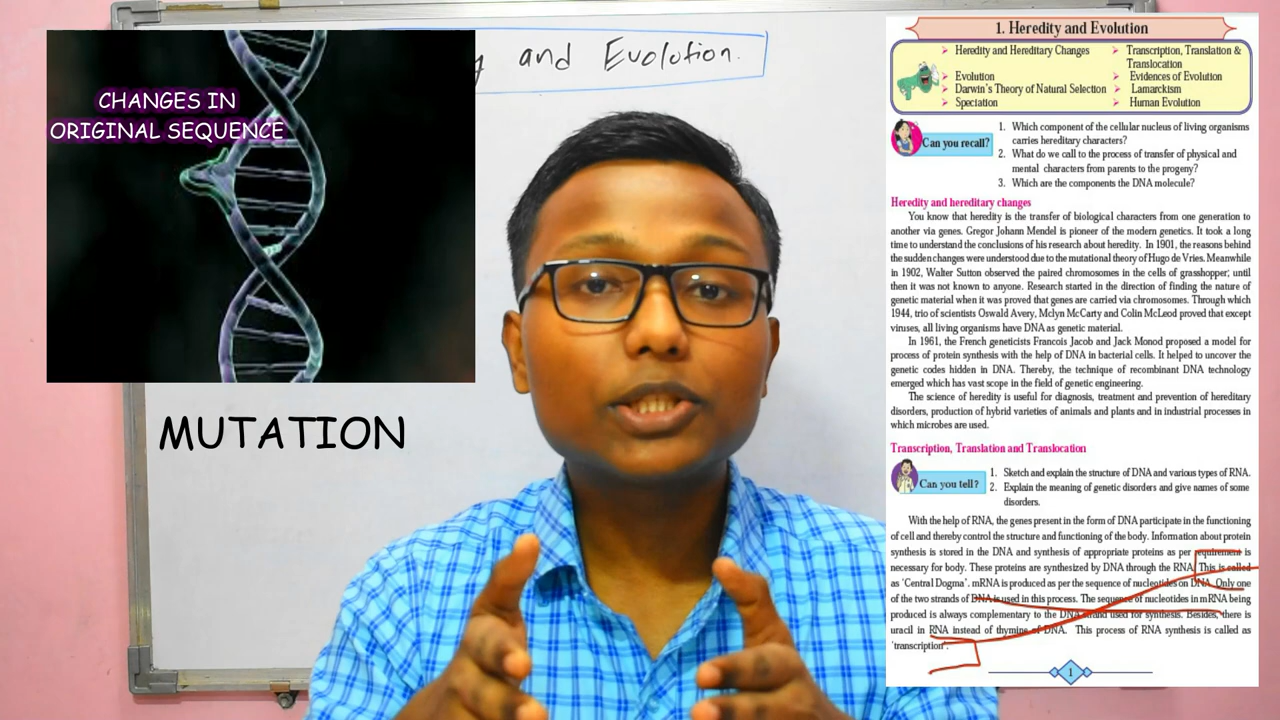 CHANGES IN
ORIGINAL SEQUENCE
and Evolution.
MUTATION
1. Heredity and Evolution
Heredity and Hereditary Changes
Evolution
Darwin's Theory of Natural Selection
Speciation
Transcription, Translation &
Translocation
Evidences of Evolution
Lamarckism
Human Evolution
Can you recall?
1. Which component of the cellular nucleus of living organisms
carries hereditary characters?
2. What do we call to the process of transfer of physical and
mental characters from parents to the progeny?
3. Which are the components the DNA molecule?
Heredity and hereditary changes
You know that heredity is the transfer of biological characters from one generation to
another via genes. Gregor Johann Mendel is pioneer of the modern genetics. It took a long
time to understand the conclusions of his research about heredity. In 1901, the reasons behind
the sudden changes were understood due to the mutational theory of Hugo de Vries. Meanwhile
in 1902, Walter Sutton observed the paired chromosomes in the cells of grasshopper; until
then it was not known to anyone. Research started in the direction of finding the nature of
genetic material when it was proved that genes are carried via chromosomes. Through which
1944, trio of scientists Oswald Avery, Mclyn McCarty and Colin McLeod proved that except
viruses, all living organisms have DNA as genetic material.
In 1961, the French geneticists Francois Jacob and Jack Monod proposed a model for
process of protein synthesis with the help of DNA in bacterial cells. It helped to uncover the
genetic codes hidden in DNA. Thereby, the technique of recombinant DNA technology
emerged which has vast scope in the field of genetic engineering.
The science of heredity is useful for diagnosis, treatment and prevention of hereditary
disorders, production of hybrid varieties of animals and plants and in industrial processes in
which microbes are used.
Transcription, Translation and Translocation
Can you tell?
1. Sketch and explain the structure of DNA and various types of RNA.
2. Explain the meaning of genetic disorders and give names of some
disorders.
With the help of RNA, the genes present in the form of DNA participate in the functioning
of cell and thereby control the structure and functioning of the body. Information about protein
synthesis is stored in the DNA and synthesis of appropriate proteins as per requirement is
necessary for body. These proteins are synthesized by DNA through the RNA. This is called
as 'Central Dogma'. mRNA is produced as per the sequence of nucleotides on DNA. Only one
of the two strands of DNA is used in this process. The sequence of nucleotides in mRNA being
produced is always complementary to the DNA strand used for synthesis. Besides, there is
uracil in RNA instead of thymine of DNA. This process of RNA synthesis is called as
'transcription'.
1